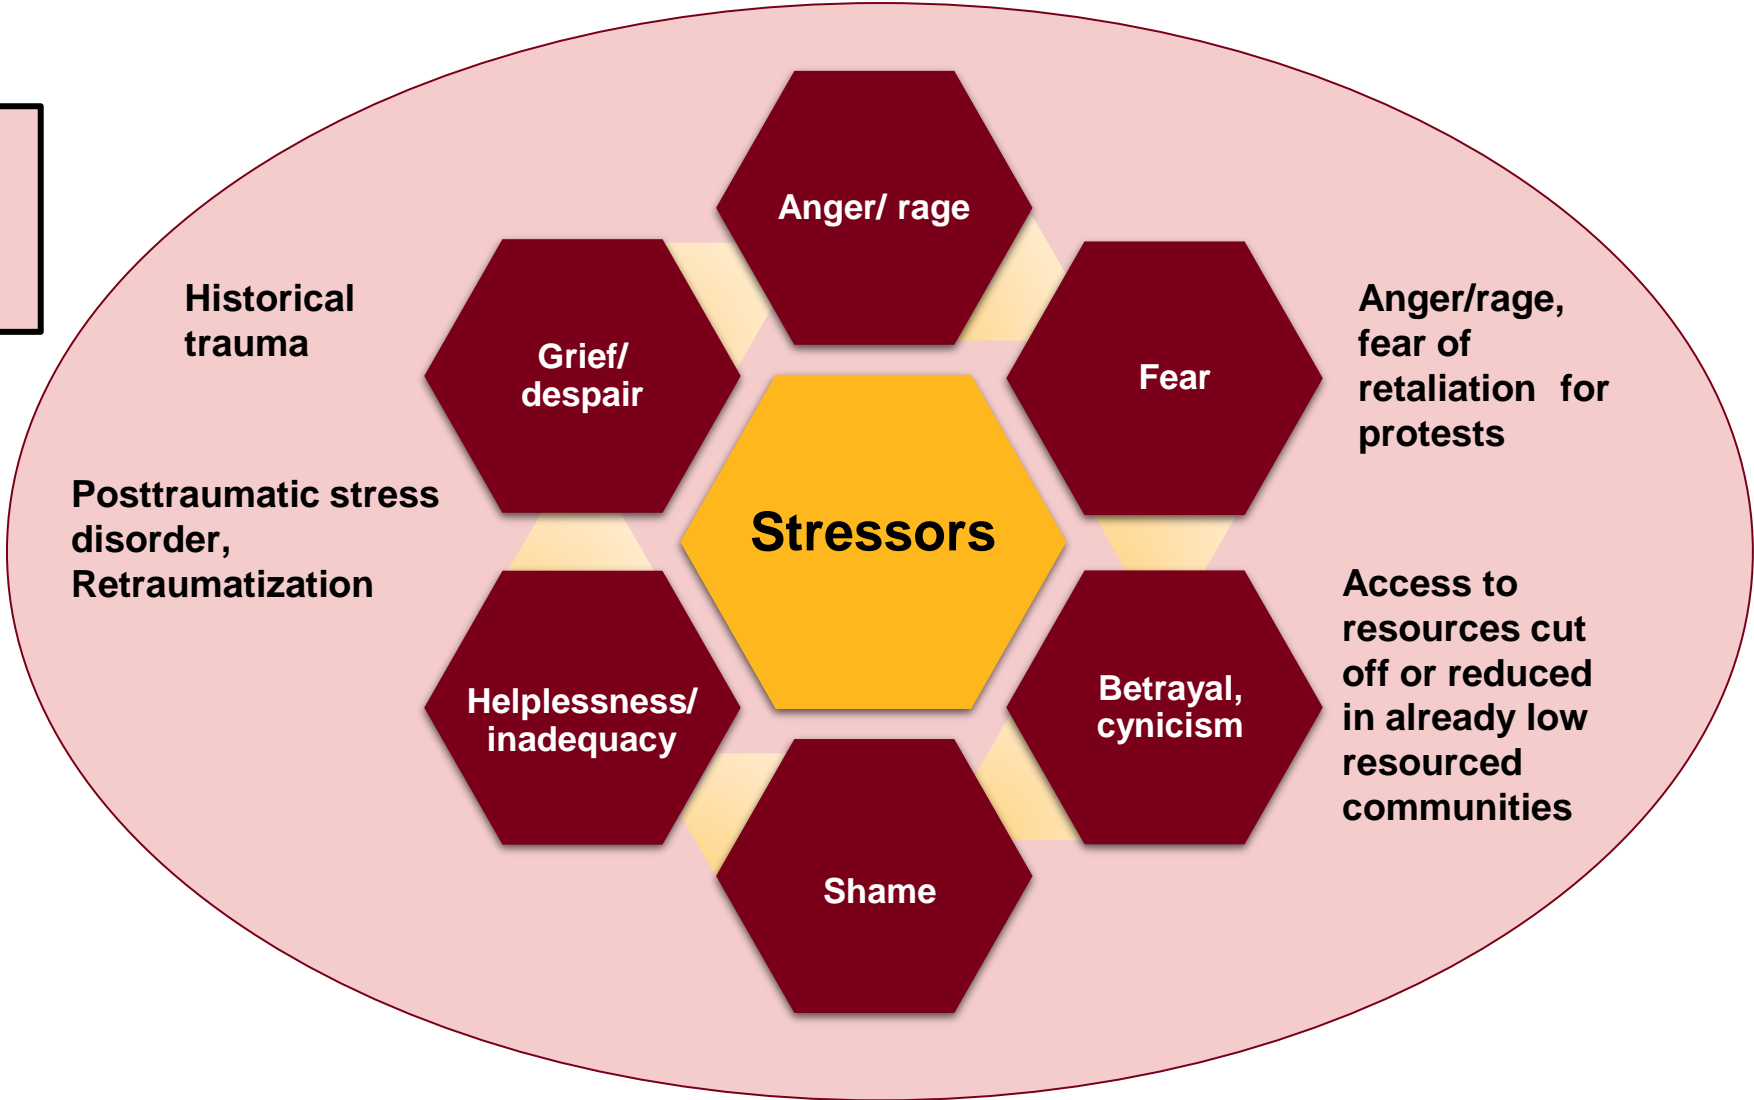 Anger/ rage
Historical
trauma
Grief/
despair
Fear
Anger/rage,
fear of
retaliation for
protests
Posttraumatic stress
disorder,
Retraumatization
Stressors
Helplessness/
inadequacy
Betrayal,
cynicism
Access to
resources cut
off or reduced
in already low
resourced
communities
Shame